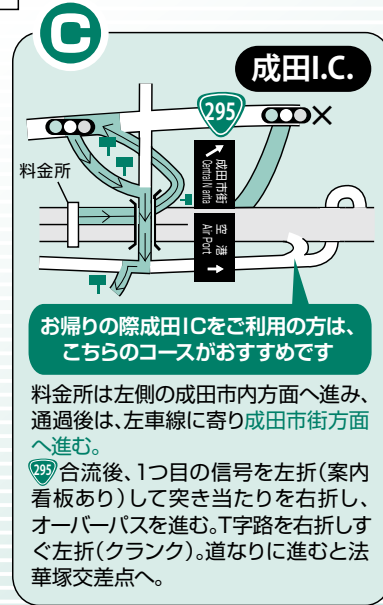 C
成田I.C.
295
料金所
成田市街
Central Narita
空港
Air Port
お帰りの際成田ICをご利用の方は、
こちらのコースがおすすめです
料金所は左側の成田市内方面へ進み、
通過後は、左車線に寄り成田市街方面
へ進む。
295合流後、1つ目の信号を左折(案内
看板あり)して突き当たりを右折し、
オーバーパスを進む。T字路を右折しす
ぐ左折(クランク)。道なりに進むと法
華塚交差点へ。